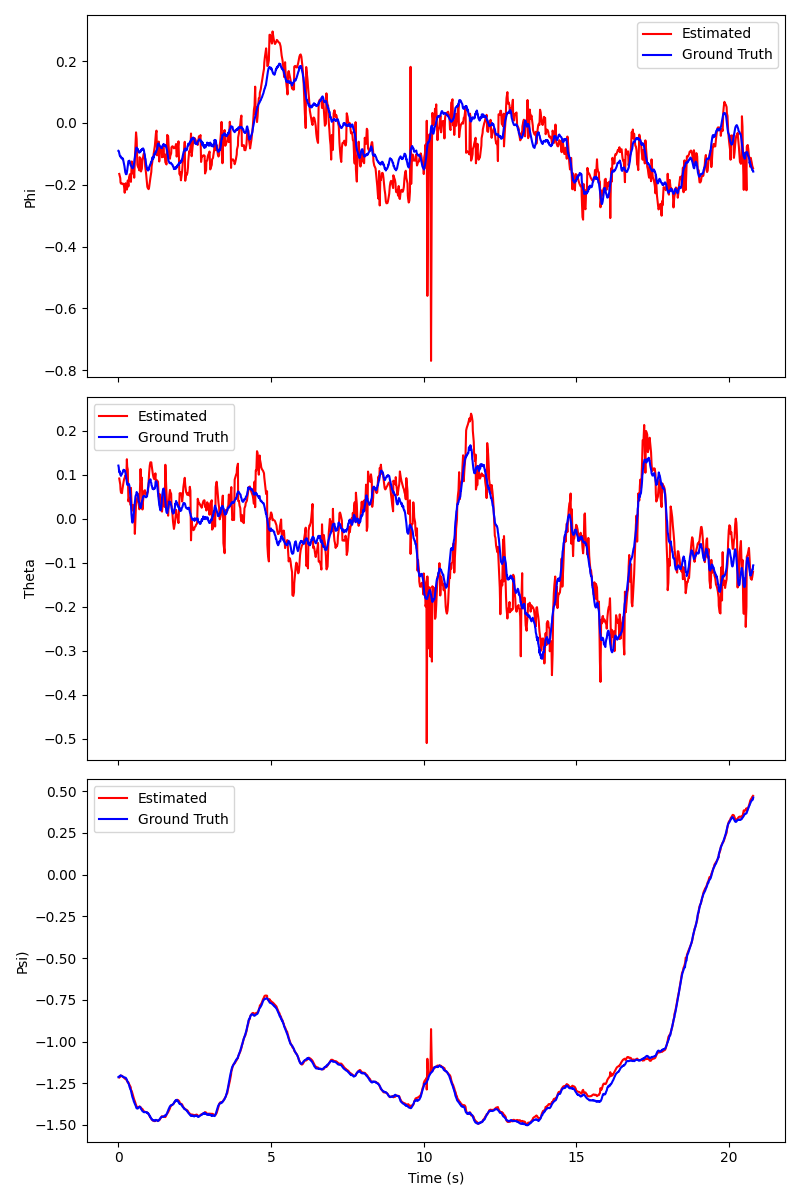 Estimated
Ground Truth
0.2
0.0
−0.2
−0.4
−0.6
−0.8
Phi
Estimated
Ground Truth
0.2
0.1
0.0
−0.1
−0.2
−0.3
−0.4
−0.5
Theta
Estimated
Ground Truth
0.50
0.25
0.00
−0.25
−0.50
−0.75
−1.00
−1.25
−1.50
Psi)
0 5 10 15 20
Time (s)